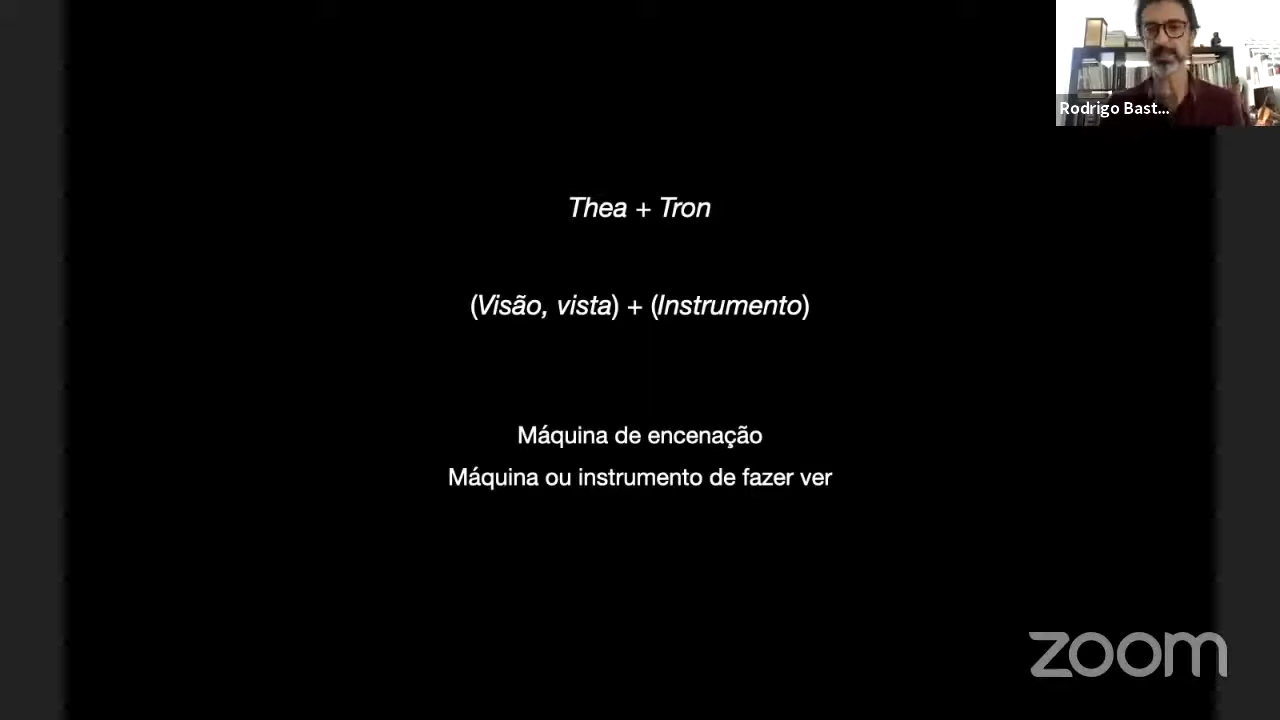 Rodrigo Bast...
Thea + Tron
(Visão, vista) + (Instrumento)
Máquina de encenação
Máquina ou instrumento de fazer ver
zoom